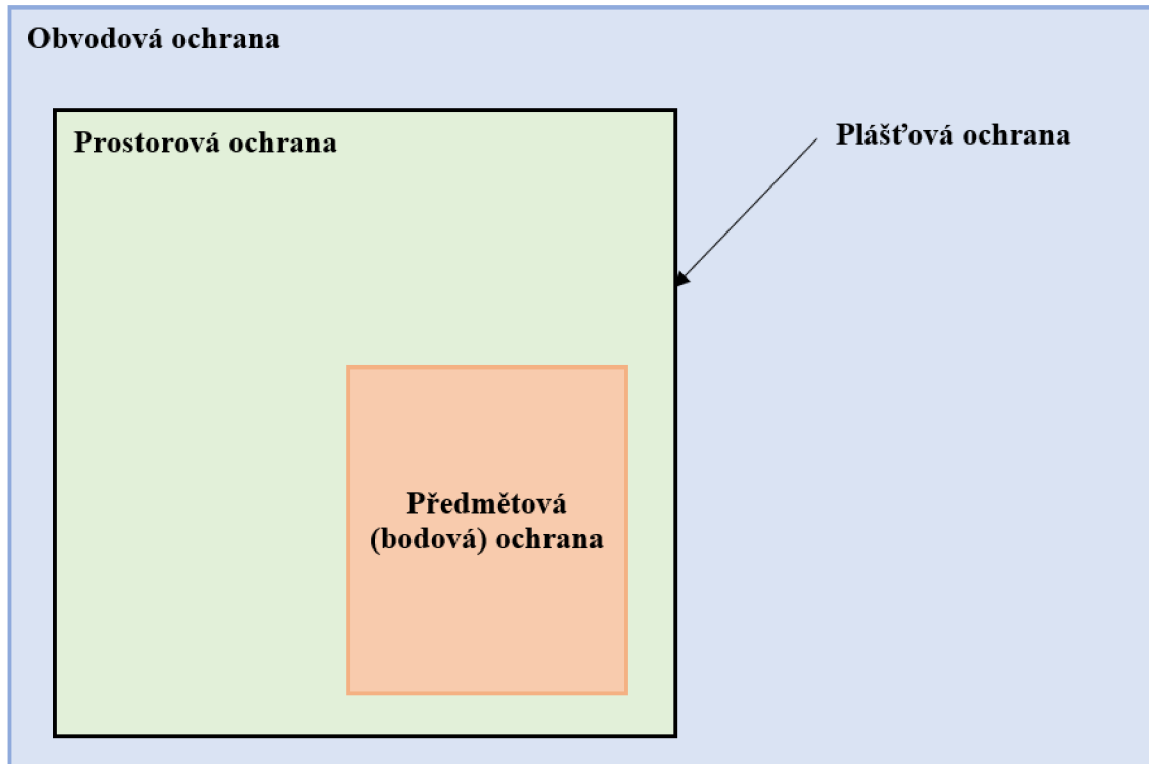 Obvodová ochrana
Prostorová ochrana
Plášťová ochrana
Předmětová
(bodová) ochrana